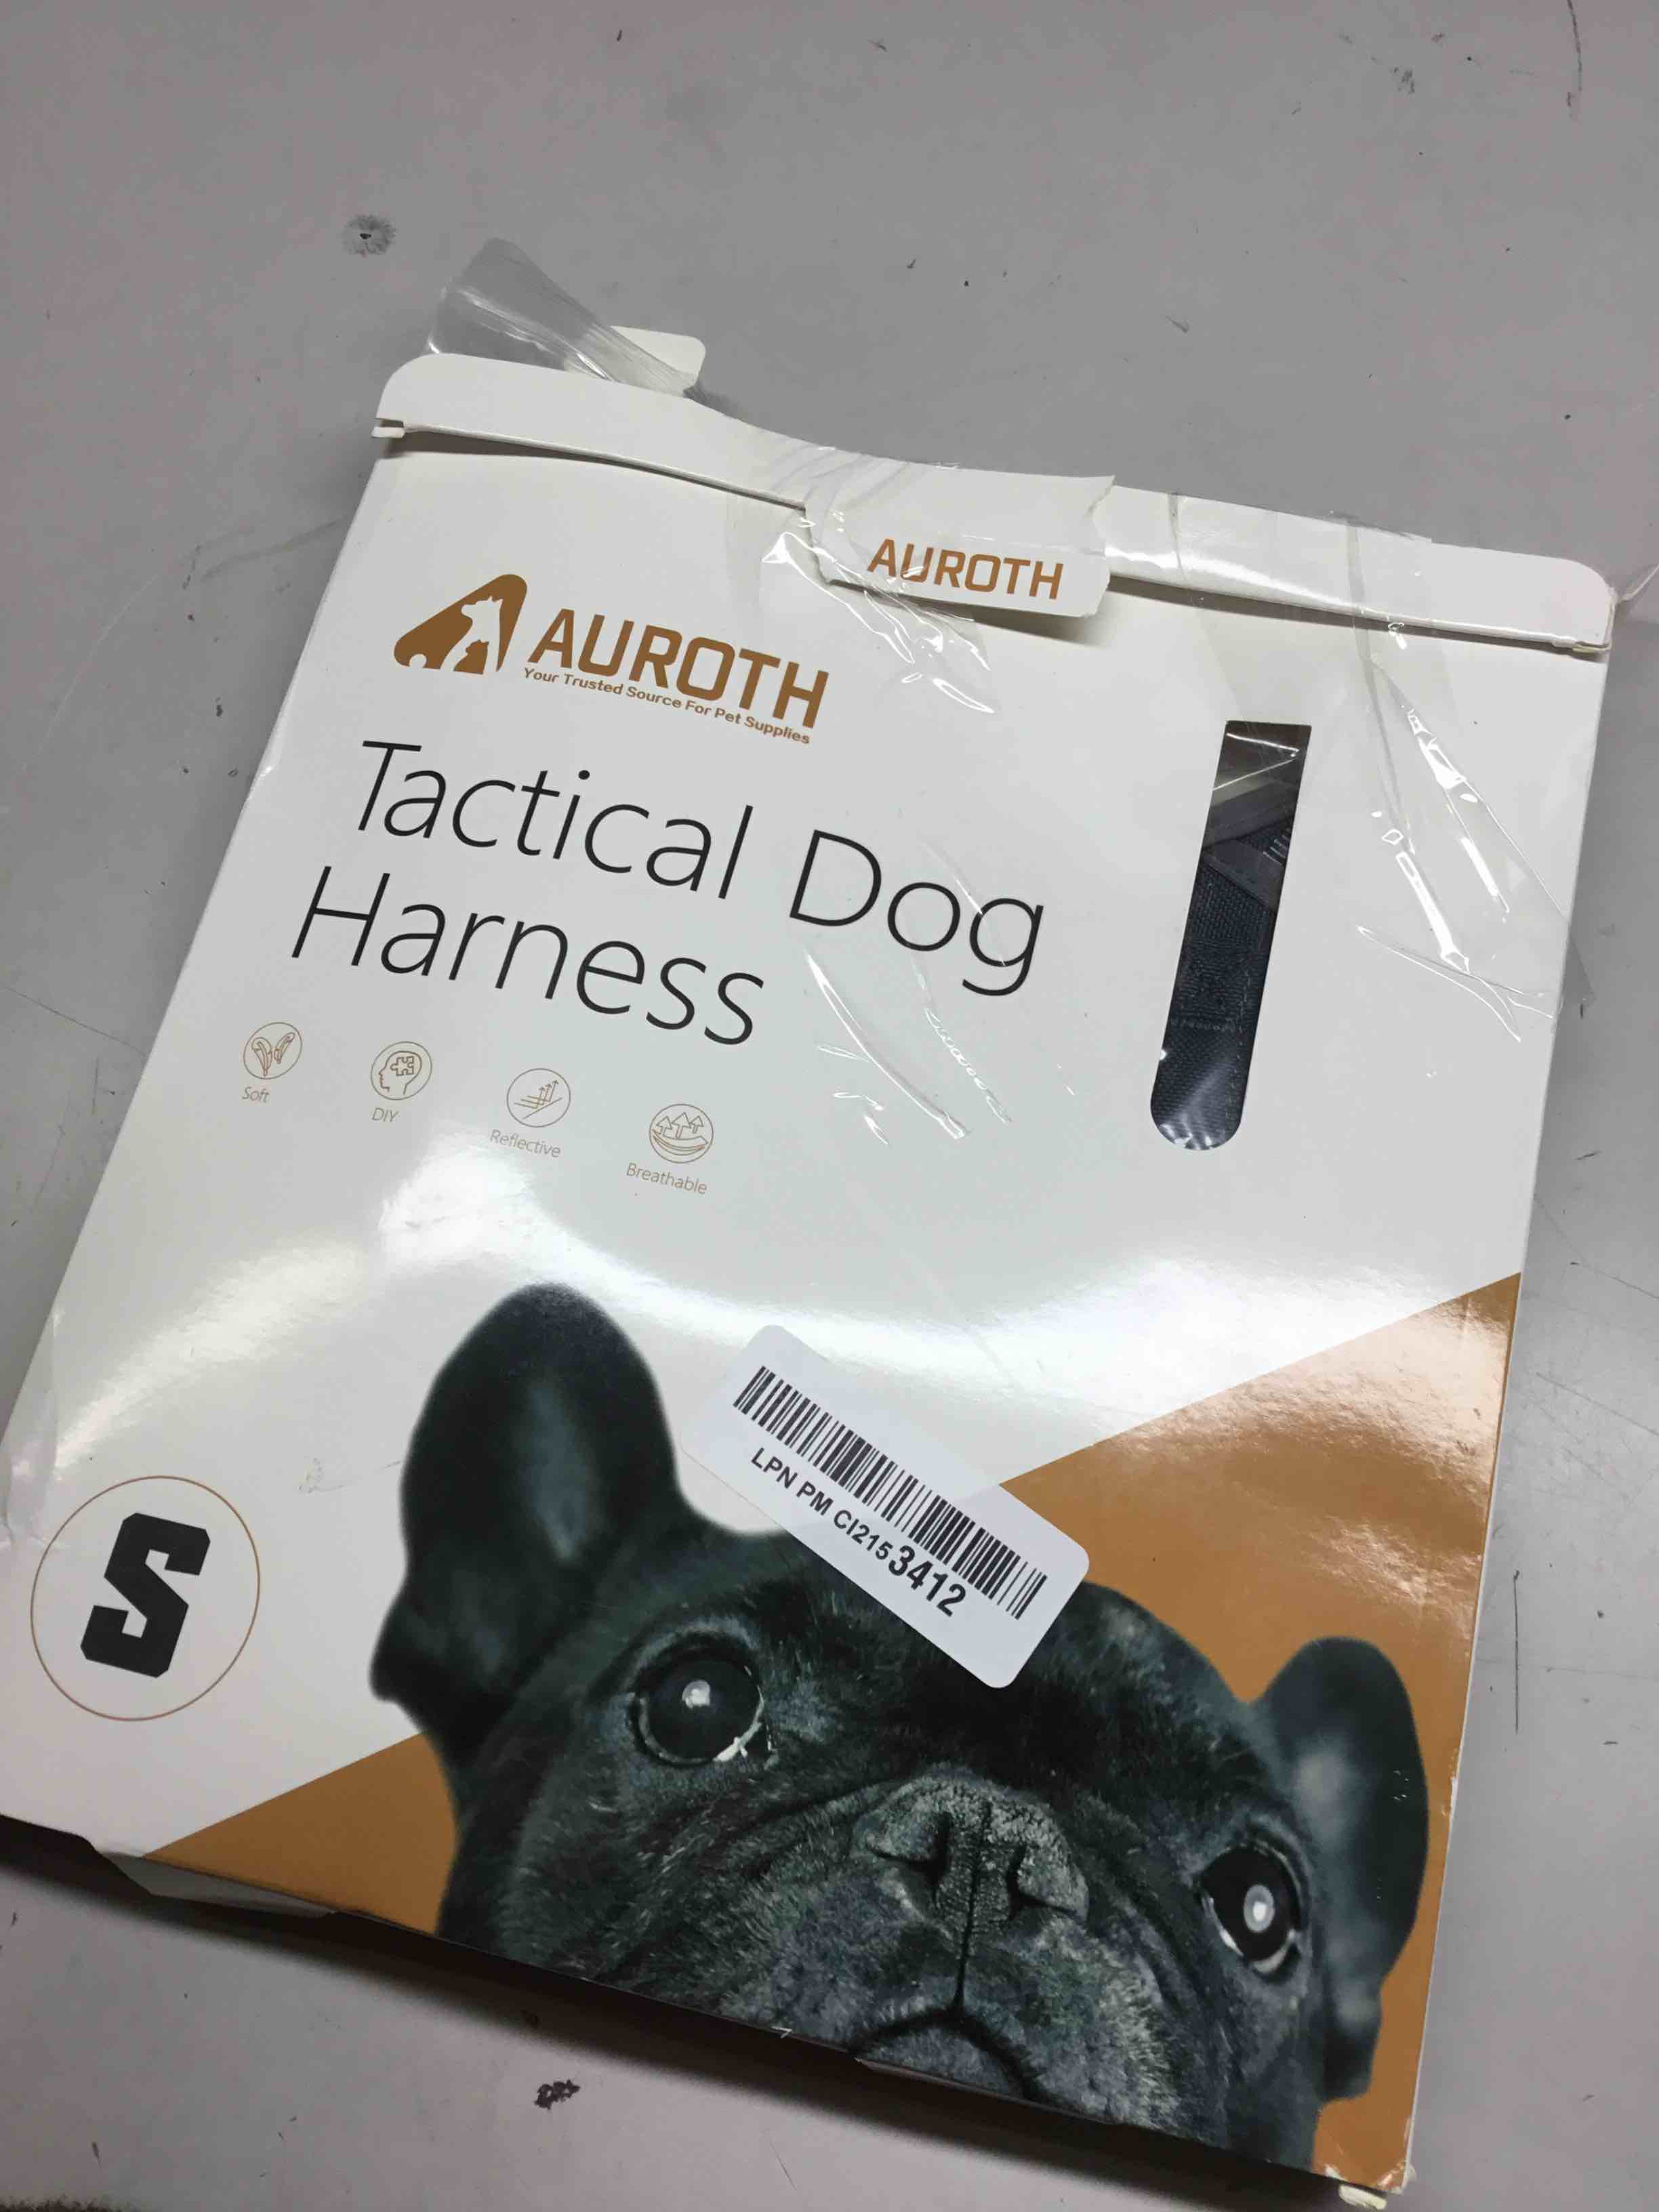 AUROTH
AUROTH
Your Trusted Source For Pet Supplies
Tactical Dog
Harness
Soft
DIY
Reflective
Breathable
LPN PM CI2153412
S